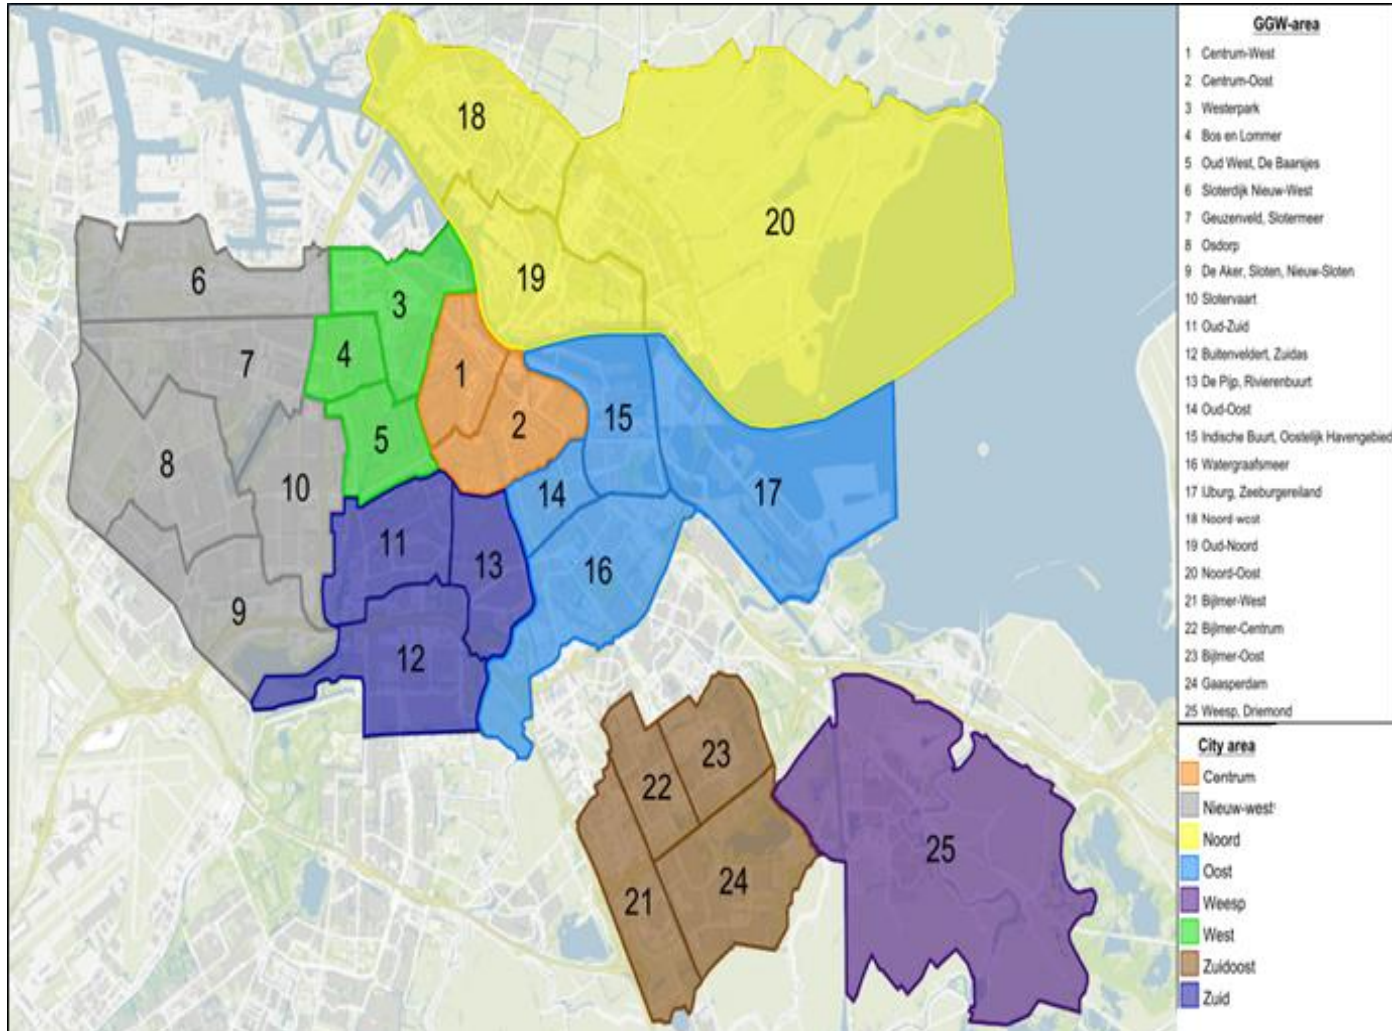 GGW-area
1 Centrum-West
2 Centrum-Oost
3 Westerpark
4 Bos en Lommer
5 Oud West, De Baarsjes
6 Sloterdijk Nieuw-West
7 Geuzenveld, Slotermeer
8 Osdorp
9 De Aker, Sloten, Nieuw-Sloten
10 Slotervaart
11 Oud-Zuid
12 Buitenveldert, Zuidas
13 De Pijp, Rivierenbuurt
14 Oud-Oost
15 Indische Buurt, Oostelijk Havengebied
16 Watergraafsmeer
17 IJburg, Zeeburgereiland
18 Noord-west
19 Oud-Noord
20 Noord-Oost
21 Bijlmer-West
22 Bijlmer-Centrum
23 Bijlmer-Oost
24 Gaasperdam
25 Weesp, Driemond
City area
Centrum
Nieuw-west
Noord
Oost
Weesp
West
Zuidoost
Zuid
18
20
19
6
3
7
4
1
15
2
5
8
10
14
17
11
13
16
9
12
23
22
25
24
21